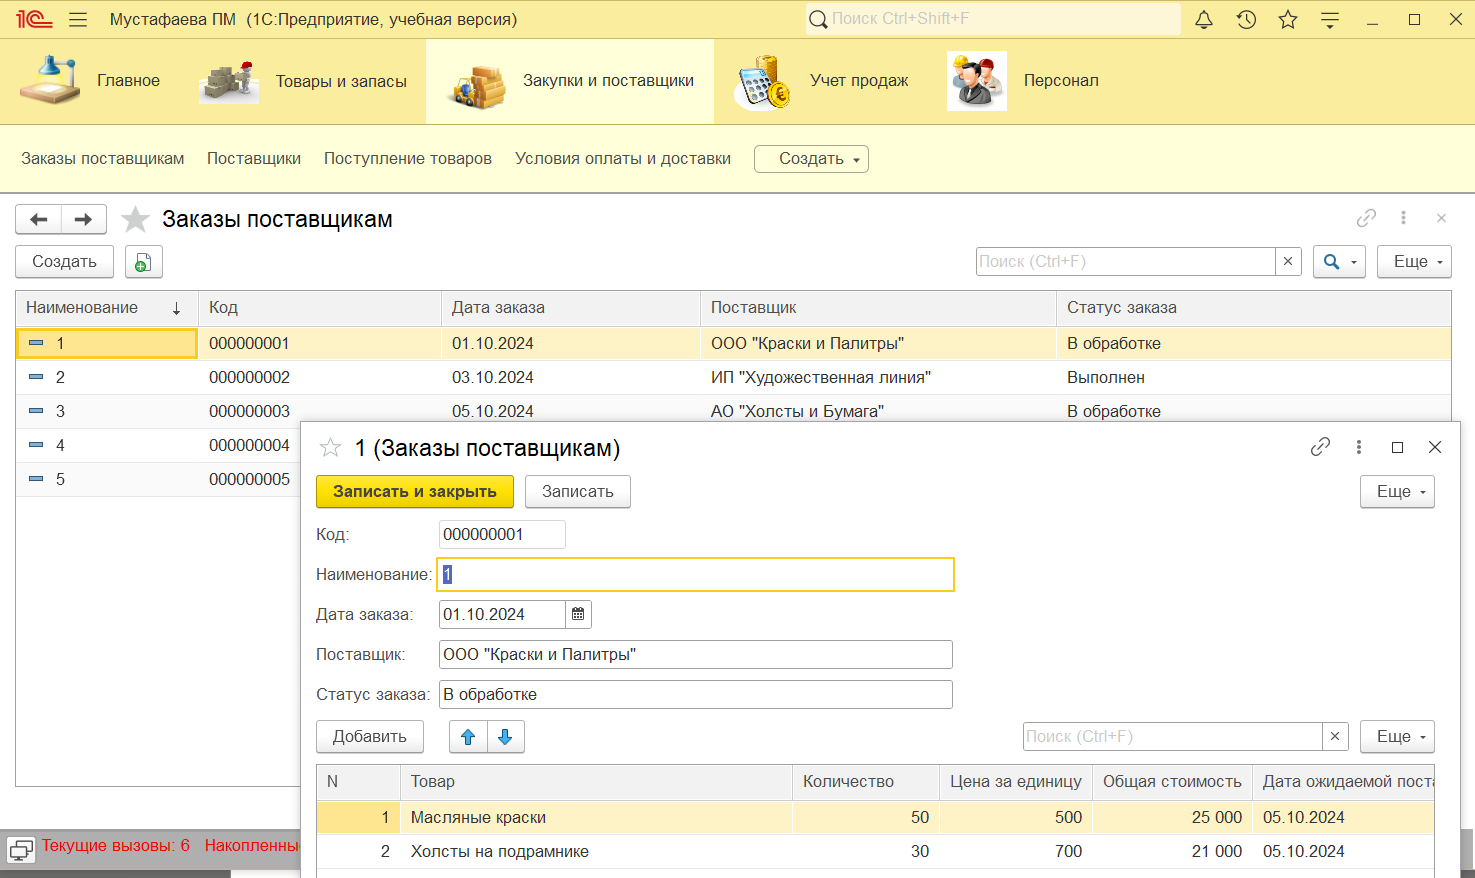 1С Мустафаева ПМ (1С:Предприятие, учебная версия) Поиск Ctrl+Shift+F
Главное Товары и запасы Закупки и поставщики Учет продаж Персонал
Заказы поставщикам Поставщики Поступление товаров Условия оплаты и доставки Создать
Заказы поставщикам
Создать Поиск (Ctrl+F) × Еще
Наименование ↓ Код Дата заказа Поставщик Статус заказа
1 000000001 01.10.2024 ООО "Краски и Палитры" В обработке
2 000000002 03.10.2024 ИП "Художественная линия" Выполнен
3 000000003 05.10.2024 АО "Холсты и Бумага" В обработке
4 000000004
5 000000005
1 (Заказы поставщикам)
Записать и закрыть Записать Еще
Код: 000000001
Наименование: 1
Дата заказа: 01.10.2024
Поставщик: ООО "Краски и Палитры"
Статус заказа: В обработке
Добавить Поиск (Ctrl+F) × Еще
N Товар Количество Цена за единицу Общая стоимость Дата ожидаемой поста
1 Масляные краски 50 500 25 000 05.10.2024
2 Холсты на подрамнике 30 700 21 000 05.10.2024
Текущие вызовы: 6 Накопленные